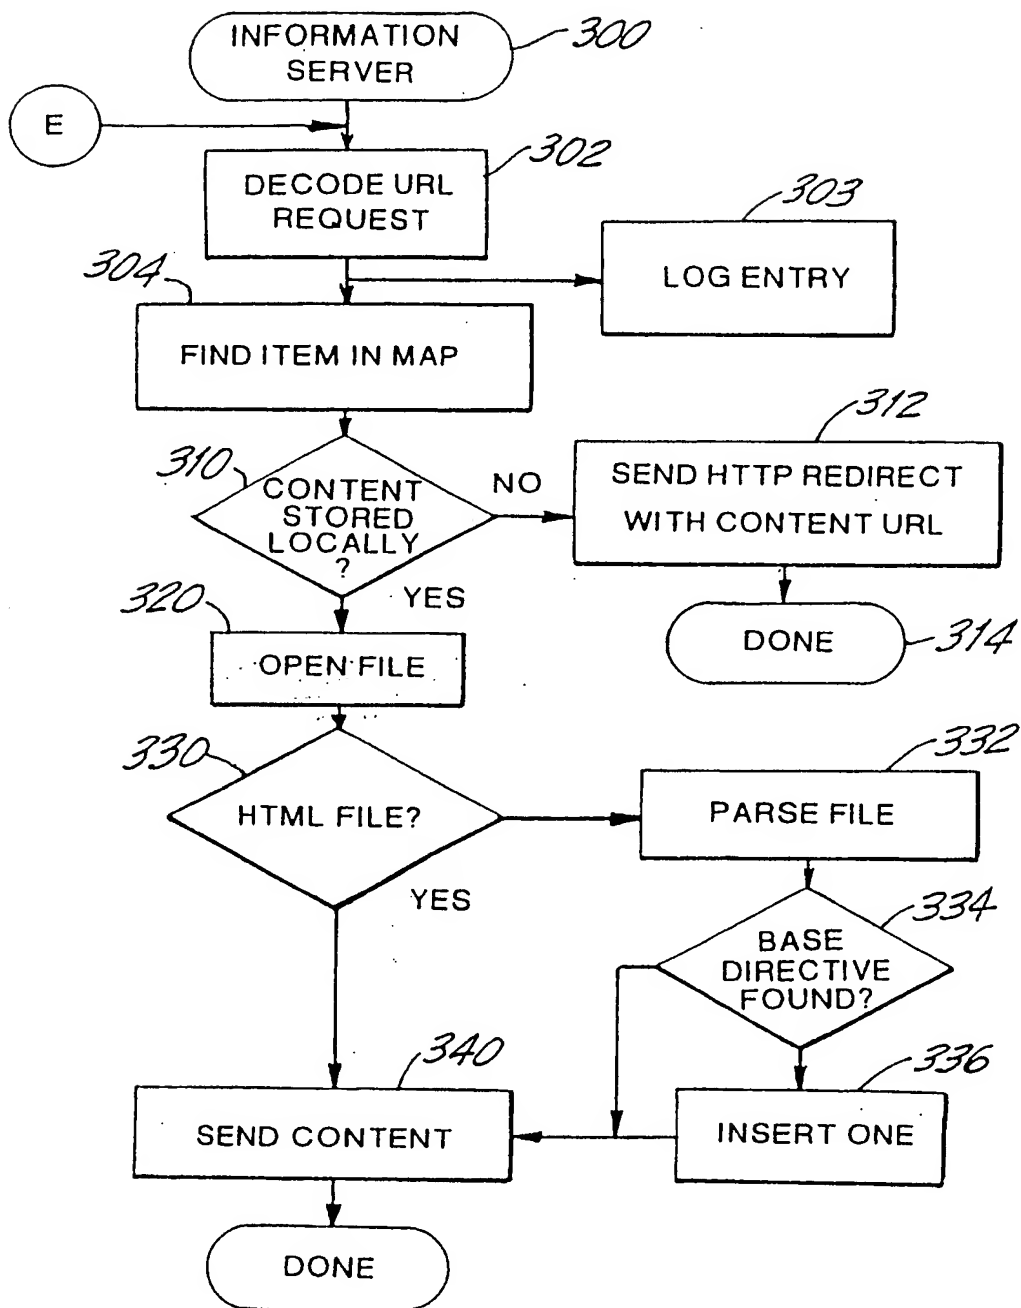 INFORMATION
SERVER
300
E
302
DECODE URL
REQUEST
303
LOG ENTRY
304
FIND ITEM IN MAP
310
CONTENT
STORED
LOCALLY
?
NO
312
SEND HTTP REDIRECT
WITH CONTENT URL
YES
DONE
314
320
OPEN FILE
330
HTML FILE?
332
PARSE FILE
YES
334
BASE
DIRECTIVE
FOUND?
340
SEND CONTENT
336
INSERT ONE
DONE